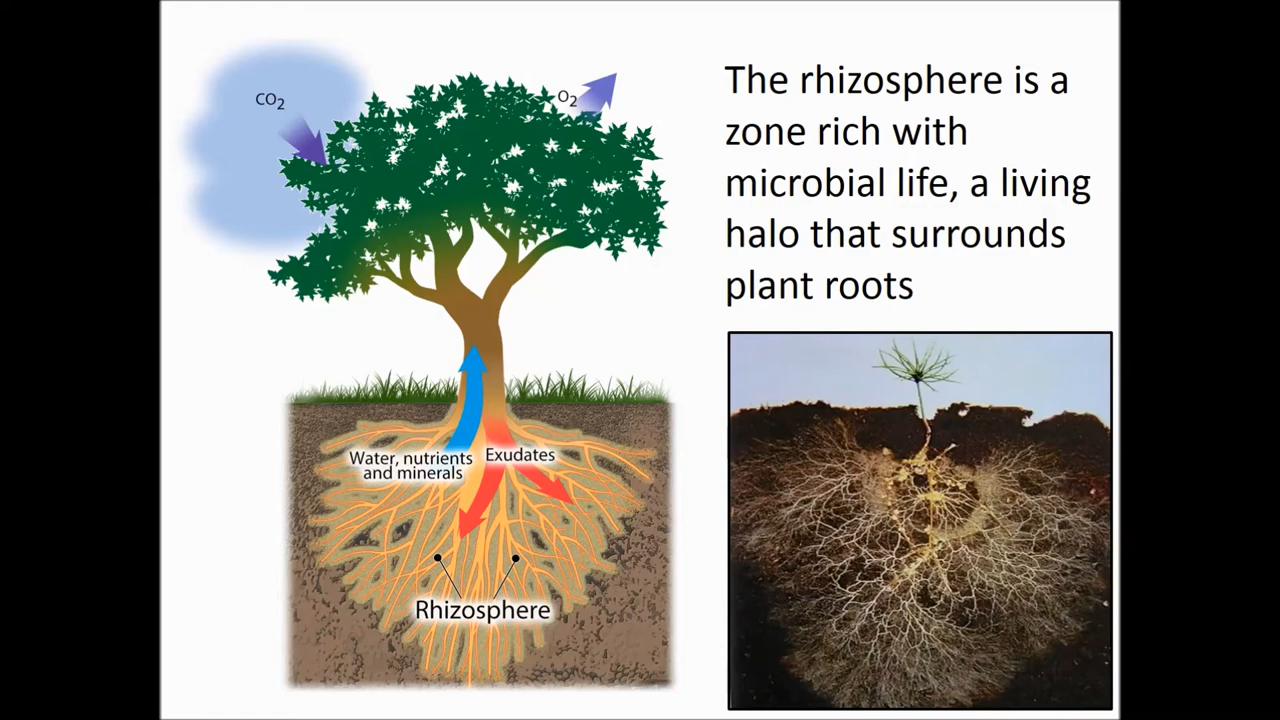 CO2
O2
The rhizosphere is a
zone rich with
microbial life, a living
halo that surrounds
plant roots
Water, nutrients
and minerals
Exudates
Rhizosphere